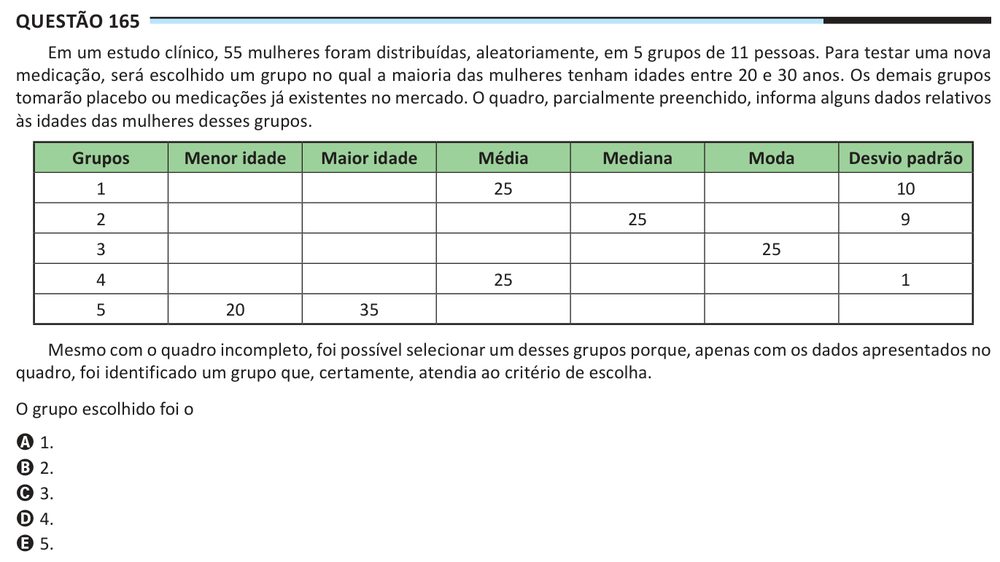 QUESTÃO 165
Em um estudo clínico, 55 mulheres foram distribuídas, aleatoriamente, em 5 grupos de 11 pessoas. Para testar uma nova
medicação, será escolhido um grupo no qual a maioria das mulheres tenham idades entre 20 e 30 anos. Os demais grupos
tomarão placebo ou medicações já existentes no mercado. O quadro, parcialmente preenchido, informa alguns dados relativos
às idades das mulheres desses grupos.
Grupos Menor idade Maior idade Média Mediana Moda Desvio padrão
1 25 10
2 25 9
3 25
4 25 1
5 20 35
Mesmo com o quadro incompleto, foi possível selecionar um desses grupos porque, apenas com os dados apresentados no
quadro, foi identificado um grupo que, certamente, atendia ao critério de escolha.
O grupo escolhido foi o
A 1.
B 2.
C 3.
D 4.
E 5.